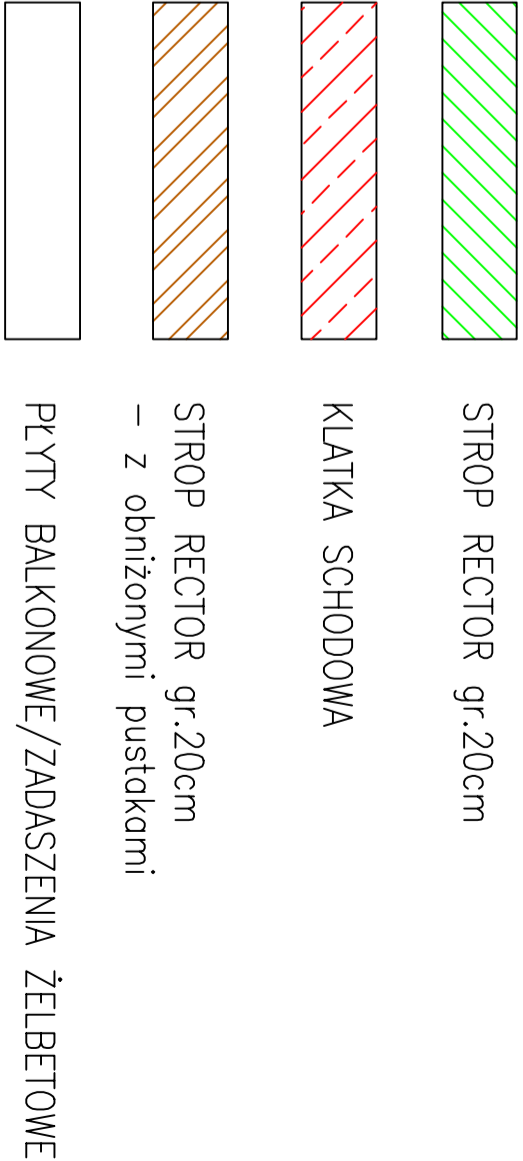 STROP RECTOR gr.20cm
KLATKA SCHODOWA
STROP RECTOR gr.20cm
- z obniżonymi pustakami
PŁYTY BALKONOWE/ZADASZENIA ŻELBETOWE